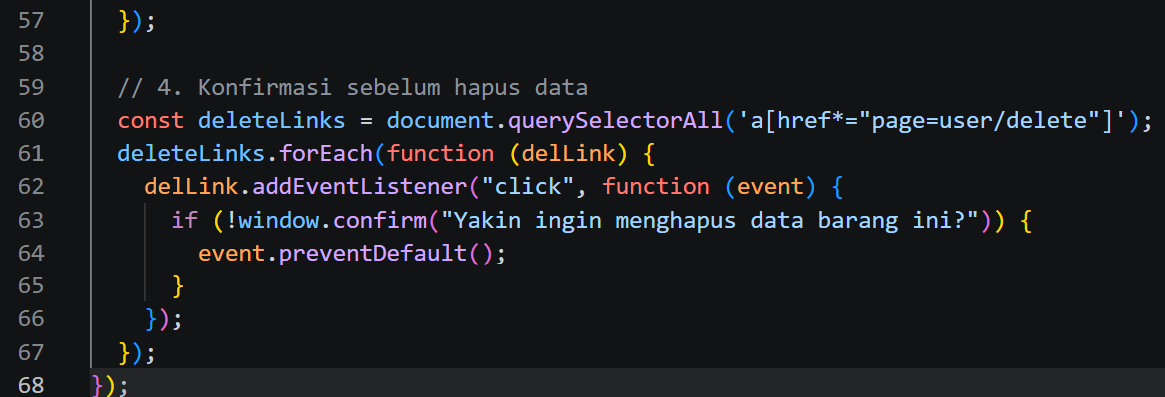 57 });
58
59 // 4. Konfirmasi sebelum hapus data
60 const deleteLinks = document.querySelectorAll('a[href*="page=user/delete"]');
61 deleteLinks.forEach(function (delLink) {
62 delLink.addEventListener("click", function (event) {
63 if (!window.confirm("Yakin ingin menghapus data barang ini?")) {
64 event.preventDefault();
65 }
66 });
67 });
68 });